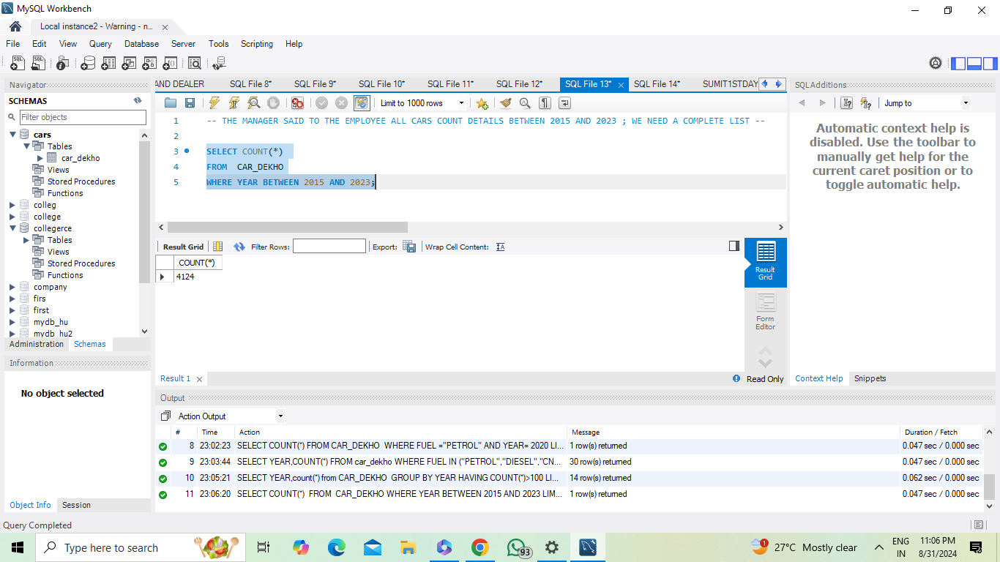 MySQL Workbench
Local instance2 - Warning - n...
File Edit View Query Database Server Tools Scripting Help
Navigator
SCHEMAS
Filter objects
cars
Tables
car_dekho
Views
Stored Procedures
Functions
colleg
college
collegerce
Tables
Views
Stored Procedures
Functions
company
firs
first
mydb_hu
mydb_hu2
Administration Schemas
Information
No object selected
Object Info Session
AND DEALER SQL File 8* SQL File 9* SQL File 10* SQL File 11* SQL File 12* SQL File 13* SQL File 14* SUMIT1STDAY
Limit to 1000 rows
1 -- THE MANAGER SAID TO THE EMPLOYEE ALL CARS COUNT DETAILS BETWEEN 2015 AND 2023 ; WE NEED A COMPLETE LIST --
2
3 SELECT COUNT(*)
4 FROM CAR_DEKHO
5 WHERE YEAR BETWEEN 2015 AND 2023;
Result Grid Filter Rows: Export: Wrap Cell Content:
COUNT(*)
4124
Result Grid
Form Editor
Result 1
Read Only
SQLAdditions
Jump to
Automatic context help is
disabled. Use the toolbar to
manually get help for the
current caret position or to
toggle automatic help.
Context Help Snippets
Output
Action Output
# Time Action Message Duration / Fetch
8 23:02:23 SELECT COUNT(*) FROM CAR_DEKHO WHERE FUEL ="PETROL" AND YEAR= 2020 LI... 1 row(s) returned 0.047 sec / 0.000 sec
9 23:03:44 SELECT YEAR,COUNT(*) FROM car_dekho WHERE FUEL IN ("PETROL","DIESEL","CN... 30 row(s) returned 0.047 sec / 0.000 sec
10 23:05:21 SELECT YEAR,count(*) from CAR_DEKHO GROUP BY YEAR HAVING COUNT(*)>100 LI... 14 row(s) returned 0.062 sec / 0.000 sec
11 23:06:20 SELECT COUNT(*) FROM CAR_DEKHO WHERE YEAR BETWEEN 2015 AND 2023 LIM... 1 row(s) returned 0.047 sec / 0.000 sec
Query Completed
Type here to search
93
1
27°C Mostly clear
ENG
IN
11:06 PM
8/31/2024